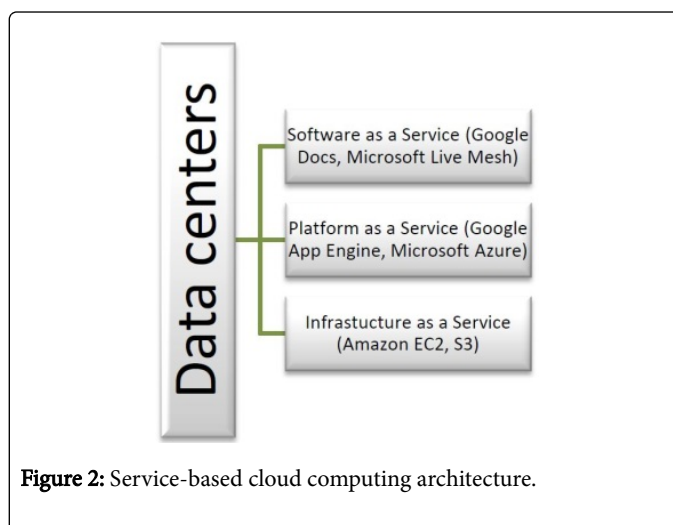 Data centers
Software as a Service (Google
Docs, Microsoft Live Mesh)
Platform as a Service (Google
App Engine, Microsoft Azure)
Infrastucture as a Service
(Amazon EC2, S3)
Figure 2: Service-based cloud computing architecture.